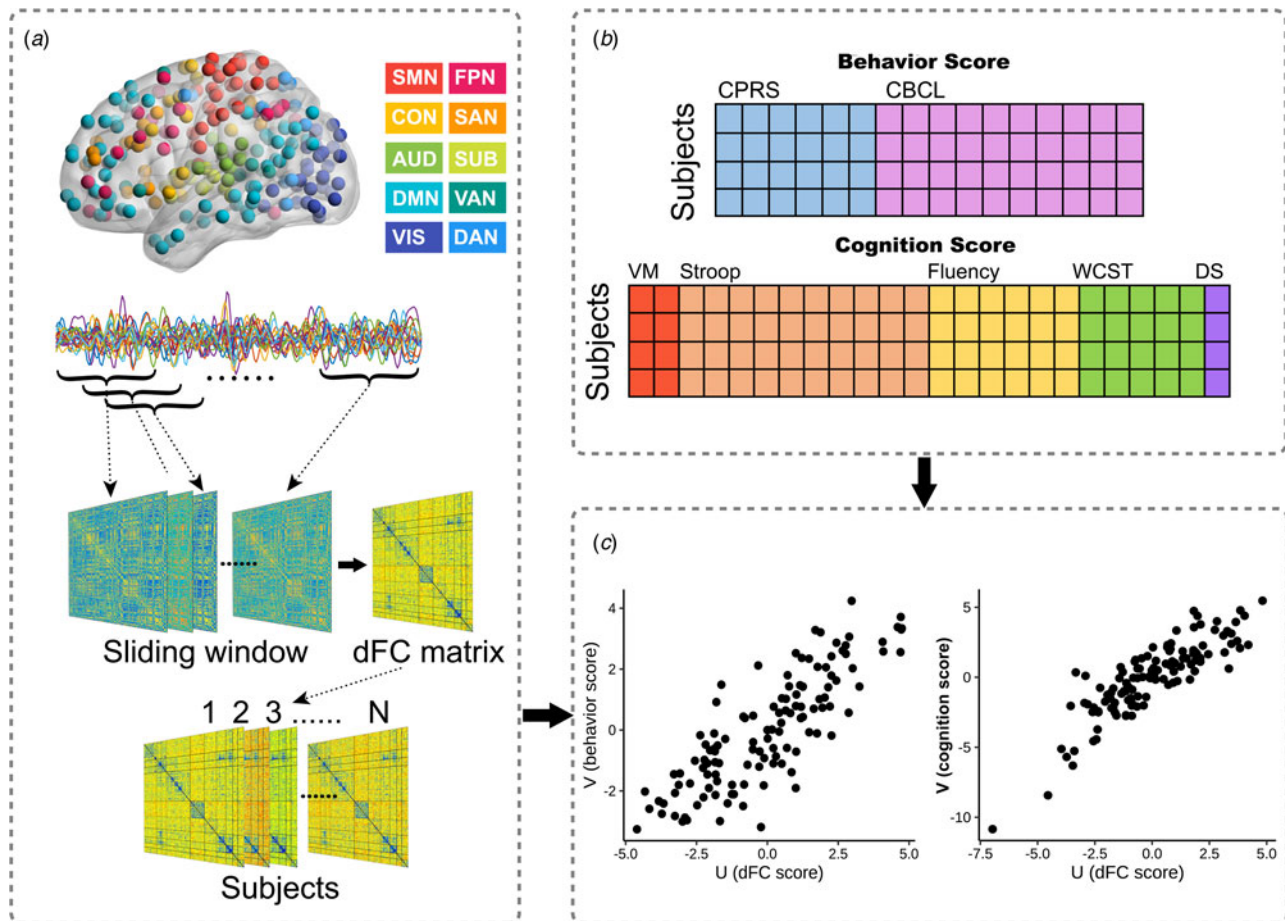 (a)
SMN FPN
CON SAN
AUD SUB
DMN VAN
VIS DAN
Sliding window dFC matrix
1 2 3 ...... N
Subjects
(b)
Behavior Score
CPRS CBCL
Subjects
Cognition Score
VM Stroop Fluency WCST DS
Subjects
(c)
V (behavior score)
4
2
0
-2
-5.0 -2.5 0.0 2.5 5.0
U (dFC score)
V (cognition score)
5
0
-5
-10
-7.5 -5.0 -2.5 0.0 2.5 5.0
U (dFC score)